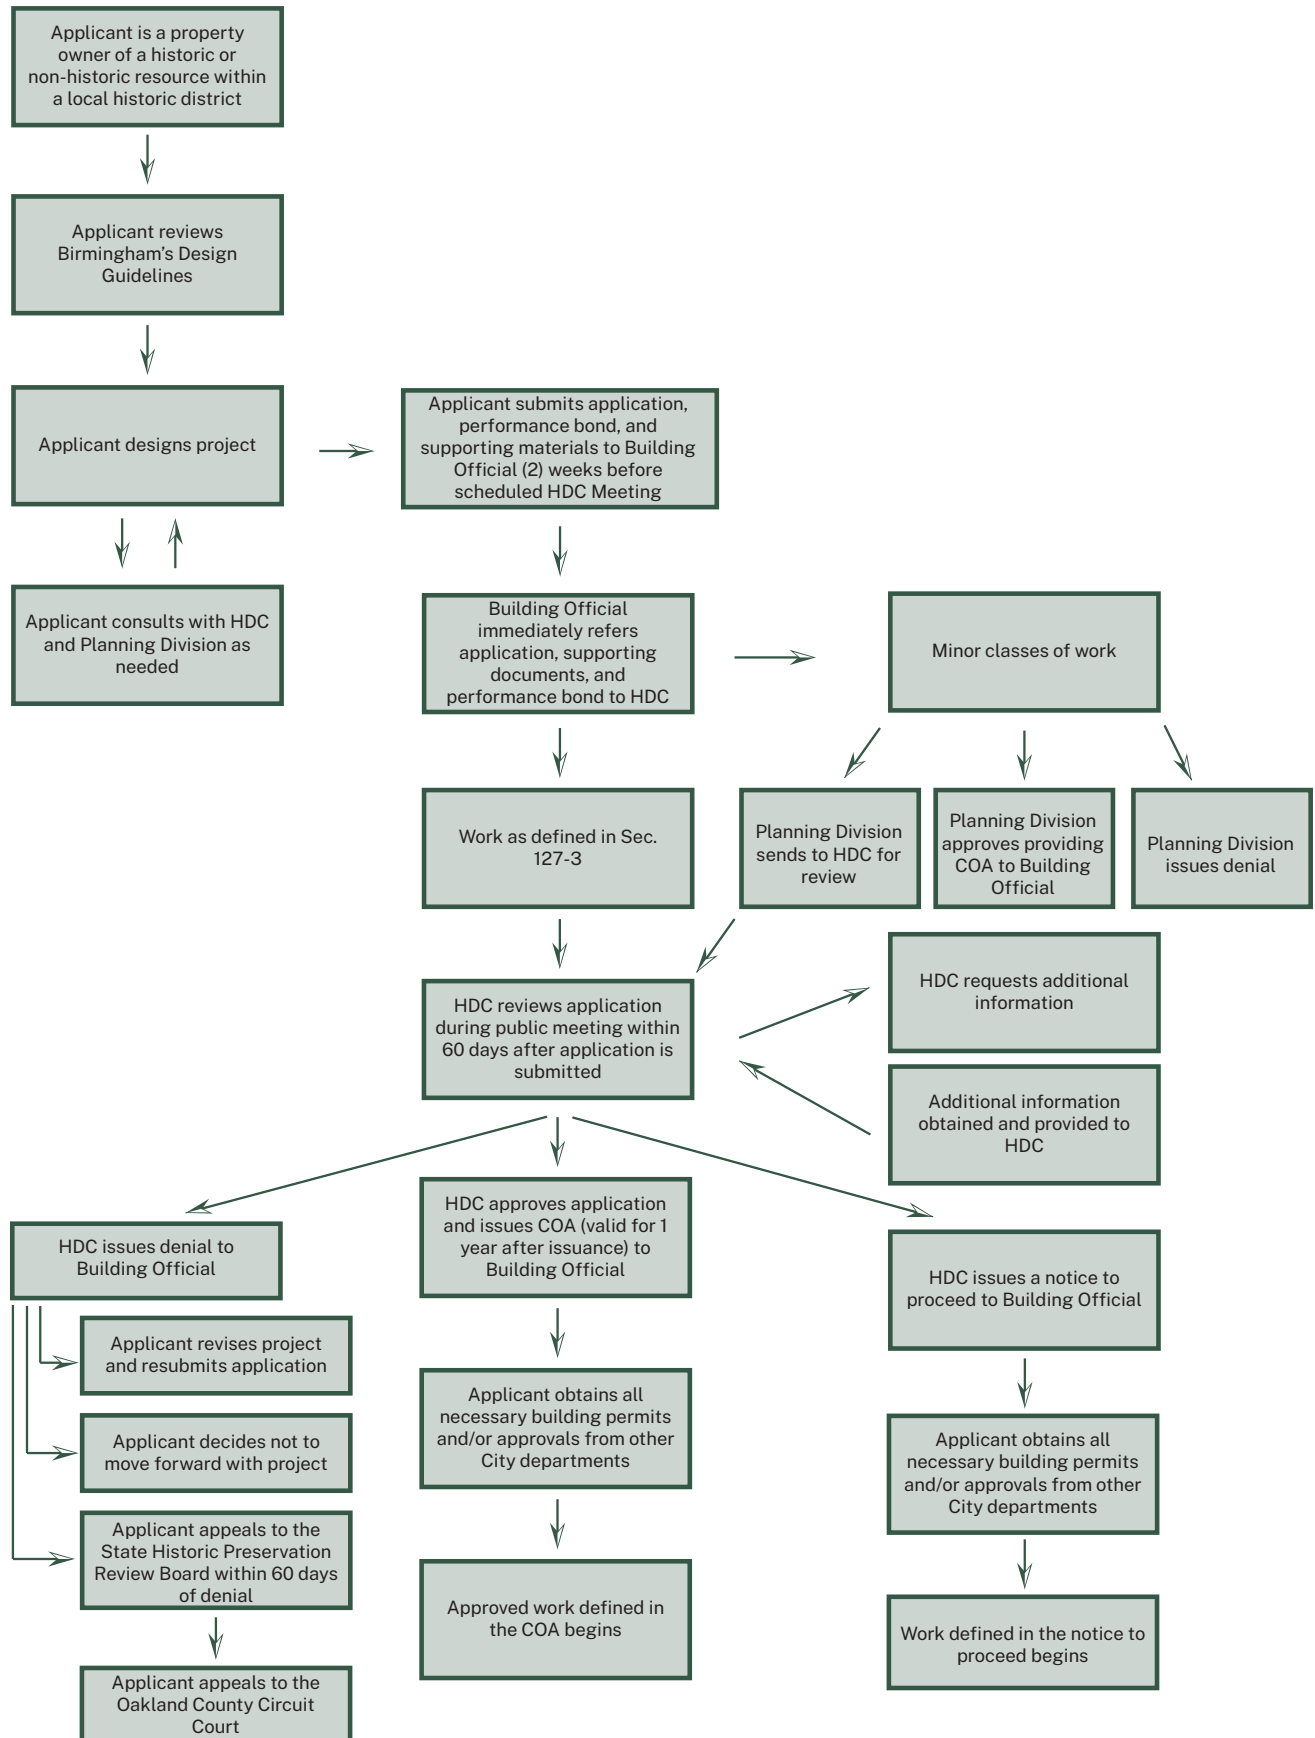 Applicant is a property
owner of a historic or
non-historic resource within
a local historic district
Applicant reviews
Birmingham’s Design
Guidelines
Applicant designs project
Applicant submits application,
performance bond, and
supporting materials to Building
Official (2) weeks before
scheduled HDC Meeting
Applicant consults with HDC
and Planning Division as
needed
Building Official
immediately refers
application, supporting
documents, and
performance bond to HDC
Minor classes of work
Work as defined in Sec.
127-3
Planning Division
sends to HDC for
review
Planning Division
approves providing
COA to Building
Official
Planning Division
issues denial
HDC reviews application
during public meeting within
60 days after application is
submitted
HDC requests additional
information
Additional information
obtained and provided to
HDC
HDC issues denial to
Building Official
HDC approves application
and issues COA (valid for 1
year after issuance) to
Building Official
HDC issues a notice to
proceed to Building Official
Applicant revises project
and resubmits application
Applicant decides not to
move forward with project
Applicant appeals to the
State Historic Preservation
Review Board within 60 days
of denial
Applicant appeals to the
Oakland County Circuit
Court
Applicant obtains all
necessary building permits
and/or approvals from other
City departments
Approved work defined in
the COA begins
Applicant obtains all
necessary building permits
and/or approvals from other
City departments
Work defined in the notice to
proceed begins